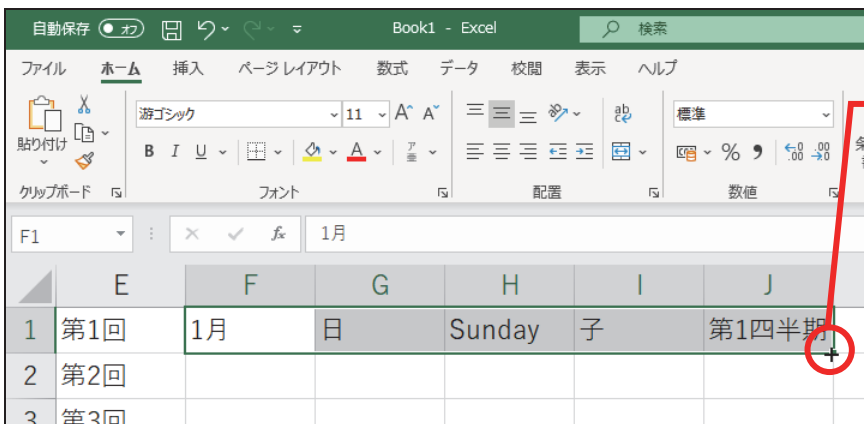 自動保存 オフ Book1 - Excel 検索
ファイル ホーム 挿入 ページ レイアウト 数式 データ 校閲 表示 ヘルプ
貼り付け 游ゴシック 11 A A ab 標準
B I U A ア 亜 % .00
クリップボード フォント 配置 数値
F1 fx 1月
E F G H I J
1 第1回 1月 日 Sunday 子 第1四半期
2 第2回
3 第3回